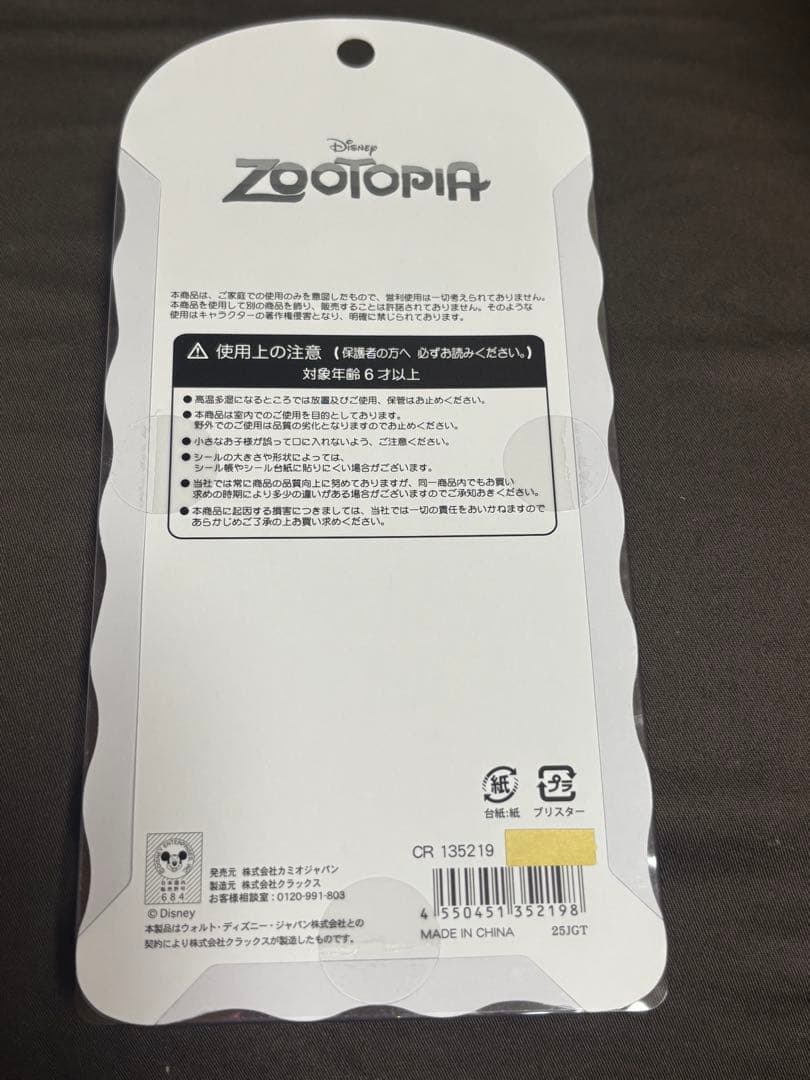 Disney
ZOOTOPIA
本商品は、ご家庭での使用のみを意図したもので、営利使用は一切考えられておりません。
本商品を使用して別の商品を飾り、販売することは許諾されておりません。そのような
使用はキャラクターの著作権侵害となり、明確に禁じられております。
使用上の注意 (保護者の方へ 必ずお読みください。)
対象年齢6才以上
●高温多湿になるところでは放置及びご使用、保管はお止めください。
●本商品は室内でのご使用を目的としております。
野外でのご使用は品質の劣化となりますのでお止めください。
●小さなお子様が誤って口に入れないよう、ご注意ください。
●シールの大きさや形状によっては、
シール帳やシール台紙に貼りにくい場合がございます。
●当社では常に商品の品質向上に努めておりますが、同一商品内でもお買い
求めの時期により多少の違いがある場合がございますのでご承知おきください。
●本商品に起因する損害につきましては、当社では一切の責任をおいかねますので
あらかじめご了承の上お買い求めください。
紙 プラ
台紙:紙 ブリスター
CR 135219
発売元 株式会社カミオジャパン
製造元 株式会社クラックス
お客様相談室:0120-991-803
684
© Disney
本製品はウォルト・ディズニー・ジャパン株式会社との
契約により株式会社クラックスが製造したものです。
4 550451 352198
MADE IN CHINA 25JGT